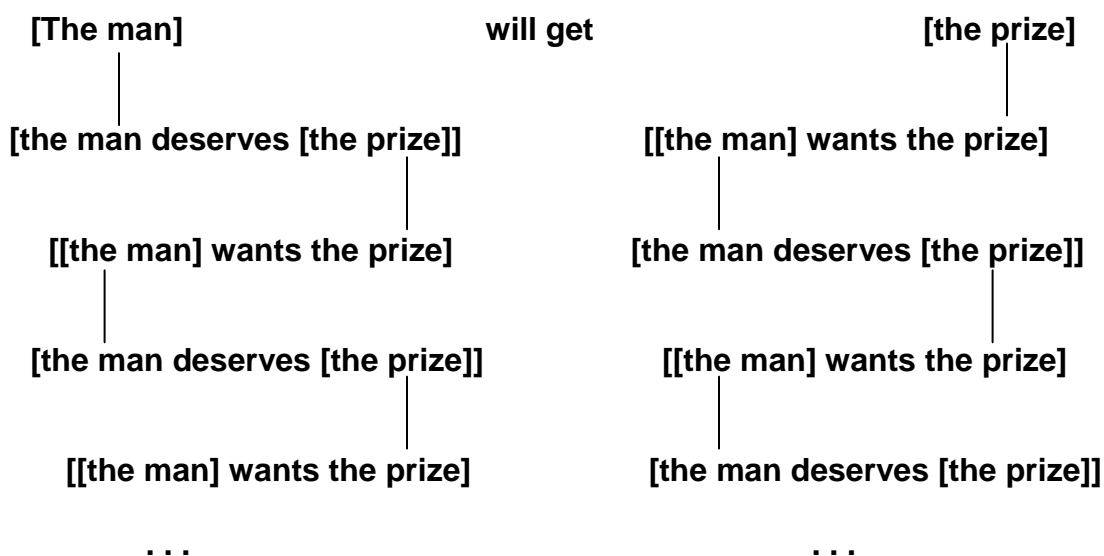 [The man] will get [the prize]
[the man deserves [the prize]] [[the man] wants the prize]
[[the man] wants the prize] [the man deserves [the prize]]
[the man deserves [the prize]] [[the man] wants the prize]
[[the man] wants the prize] [the man deserves [the prize]]
... ...